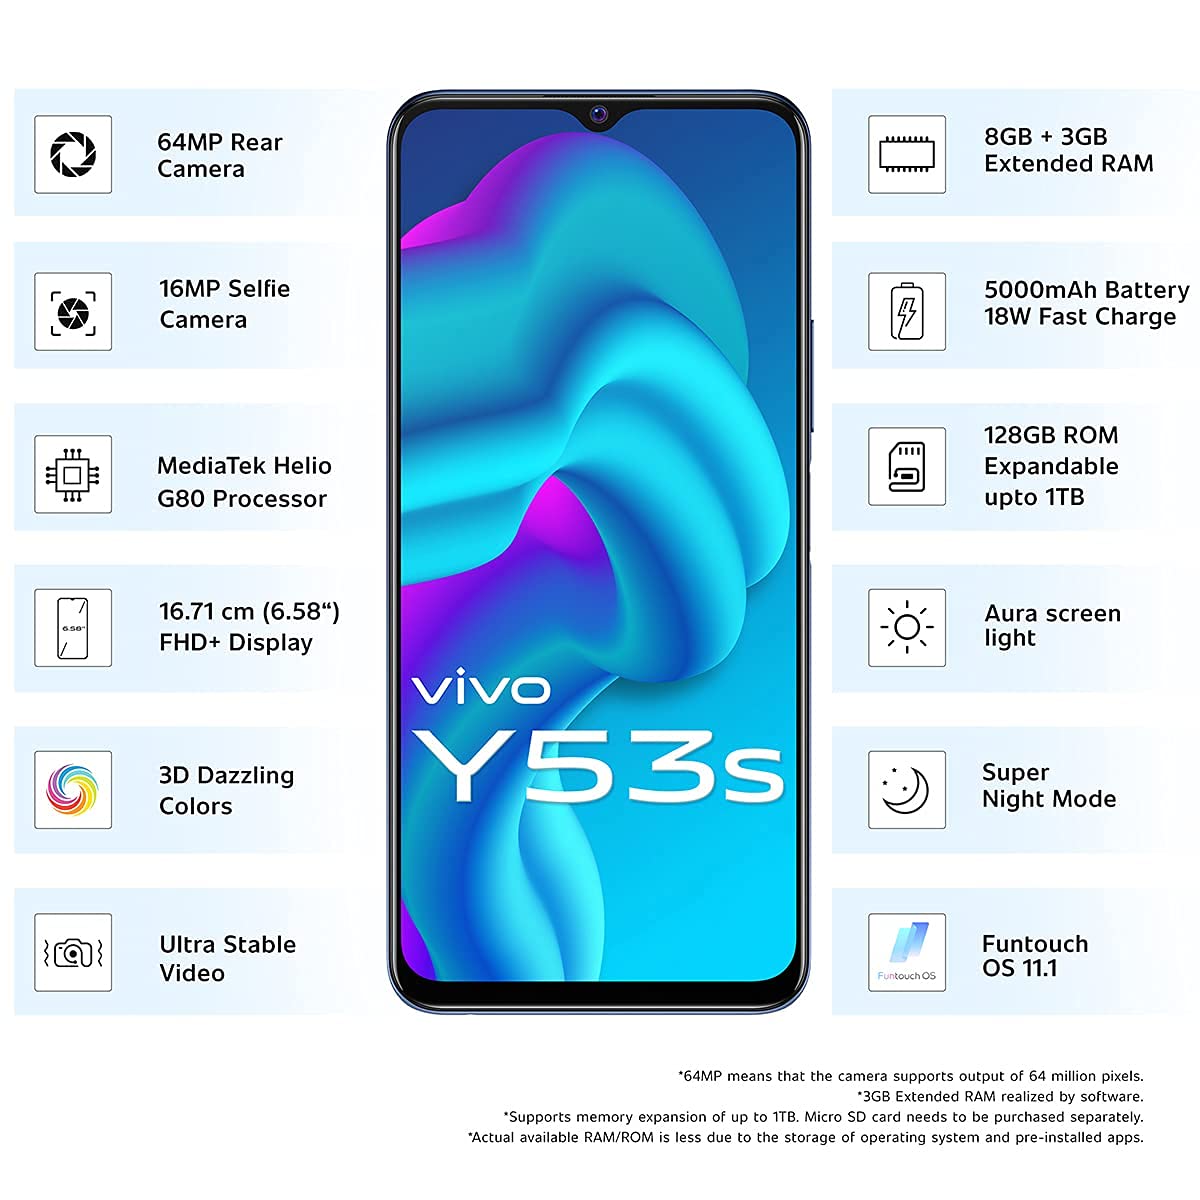 64MP Rear
Camera
16MP Selfie
Camera
MediaTek Helio
G80 Processor
6.58"
16.71 cm (6.58“)
FHD+ Display
3D Dazzling
Colors
Ultra Stable
Video
vivo
Y53s
8GB + 3GB
Extended RAM
5000mAh Battery
18W Fast Charge
128GB ROM
Expandable
upto 1TB
Aura screen
light
Super
Night Mode
Funtouch OS
Funtouch
OS 11.1
*64MP means that the camera supports output of 64 million pixels.
*3GB Extended RAM realized by software.
*Supports memory expansion of up to 1TB. Micro SD card needs to be purchased separately.
*Actual available RAM/ROM is less due to the storage of operating system and pre-installed apps.